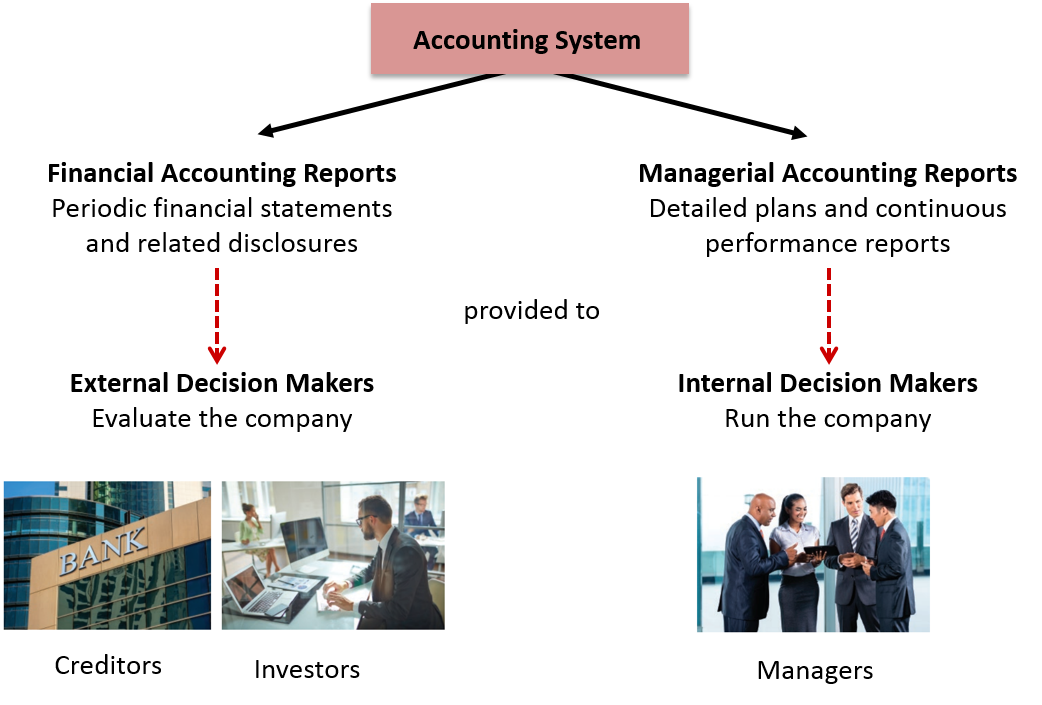 Accounting System
Financial Accounting Reports
Periodic financial statements
and related disclosures
Managerial Accounting Reports
Detailed plans and continuous
performance reports
provided to
External Decision Makers
Evaluate the company
Internal Decision Makers
Run the company
BANK
Creditors
Investors
Managers